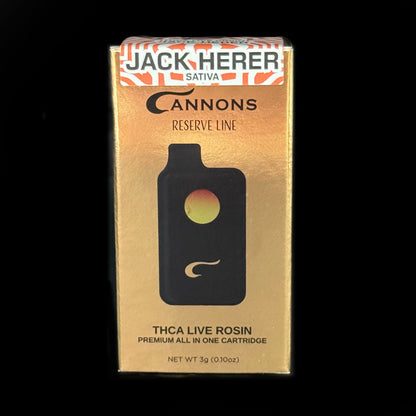 JACK HERER
SATIVA
CANNONS
RESERVE LINE
THCA LIVE ROSIN
PREMIUM ALL IN ONE CARTRIDGE
NET WT 3g (0.10oz)